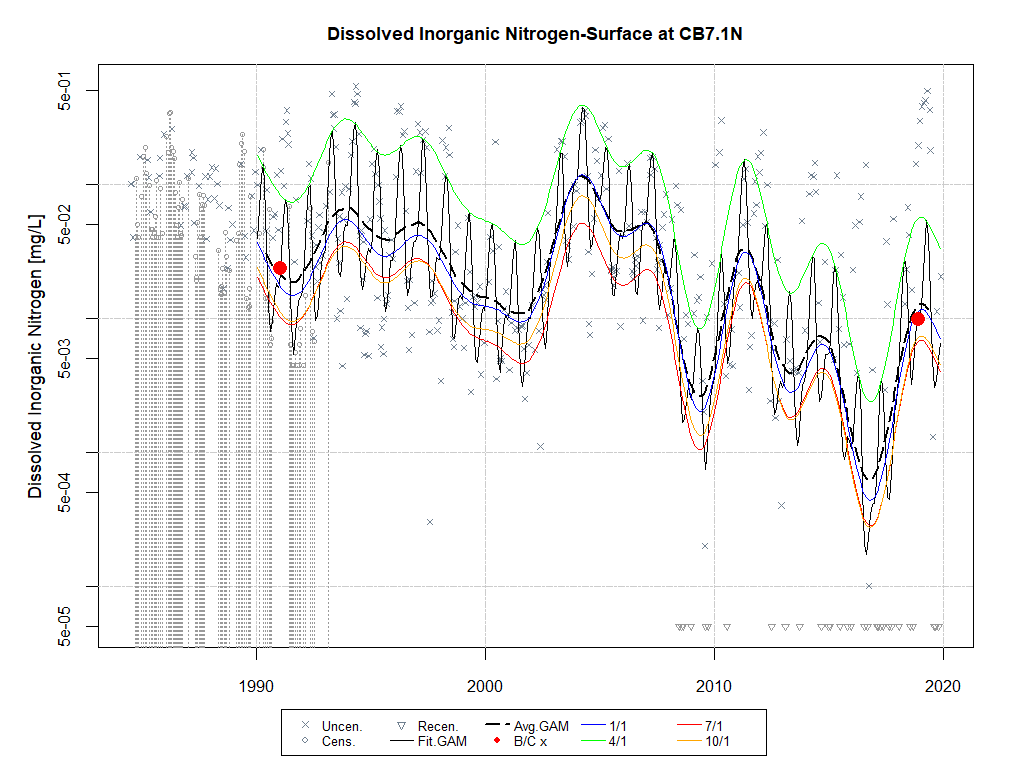 Dissolved Inorganic Nitrogen-Surface at CB7.1N
Dissolved Inorganic Nitrogen [mg/L]
5e-01
5e-02
5e-03
5e-04
5e-05
1990 2000 2010 2020
Uncen. Recen. Avg.GAM 1/1 7/1
Cens. Fit.GAM B/C x 4/1 10/1